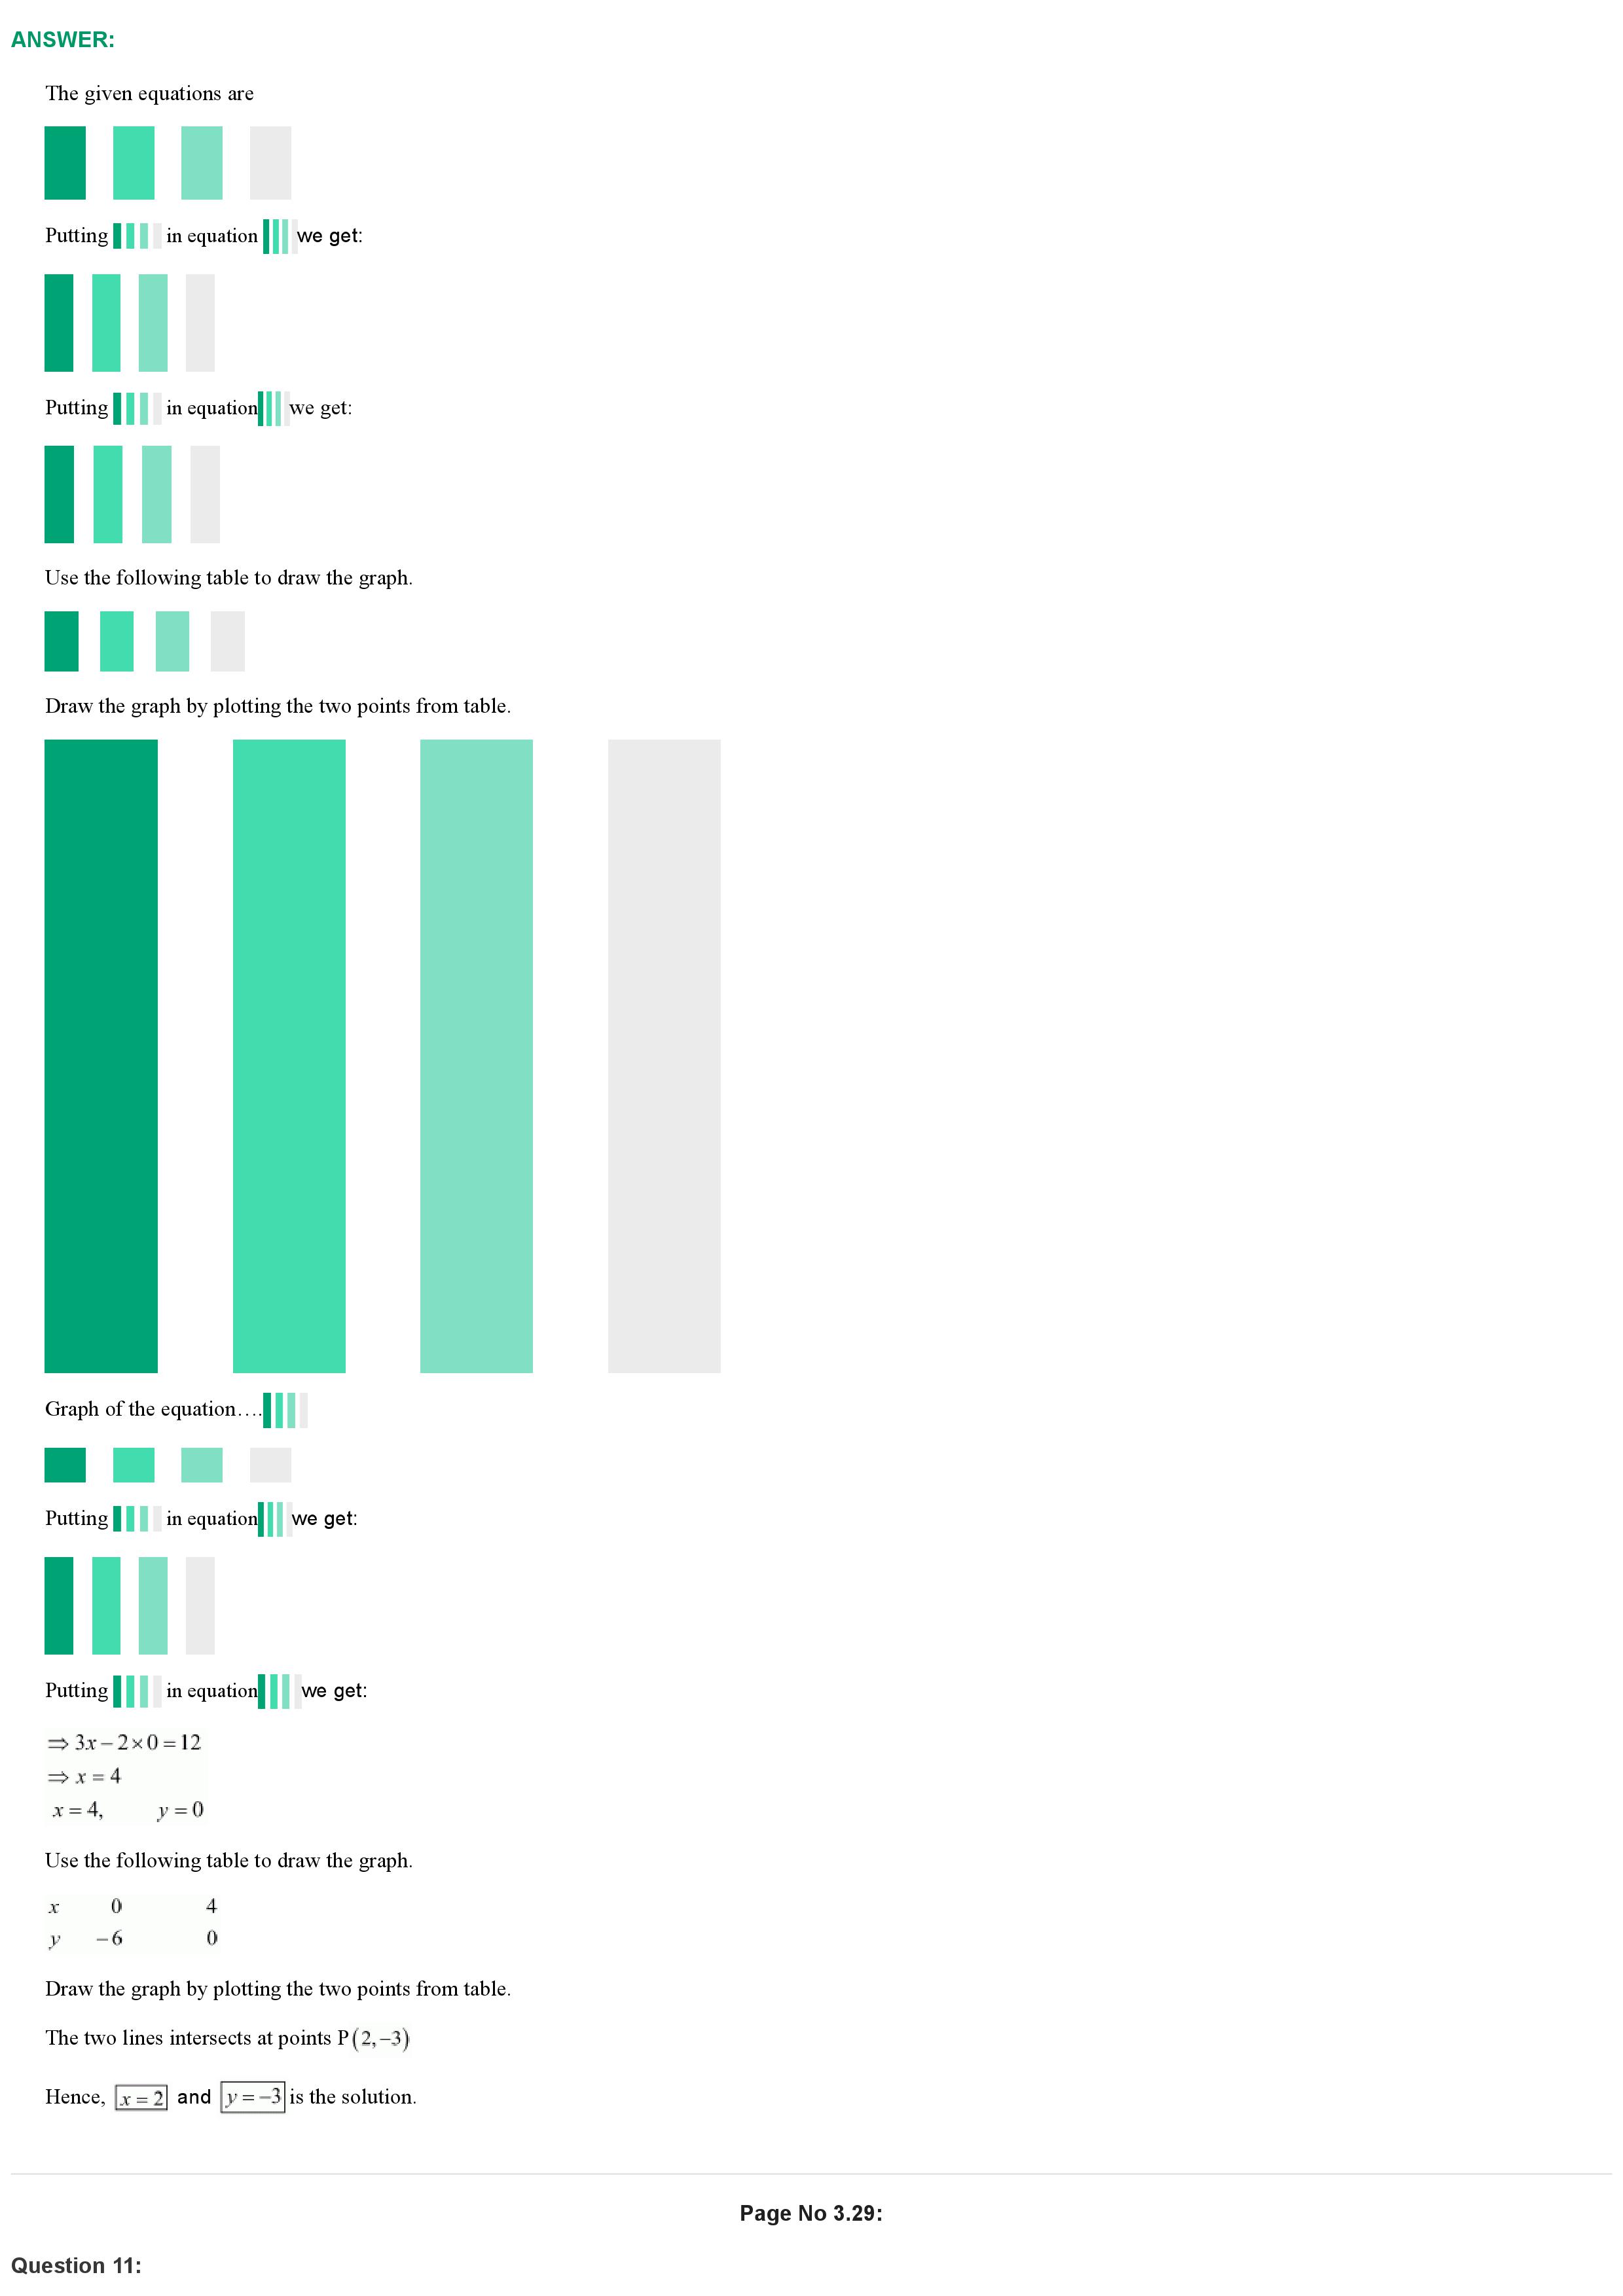 ANSWER:
The given equations are
Putting in equation we get:
Putting in equation we get:
Use the following table to draw the graph.
Draw the graph by plotting the two points from table.
Graph of the equation….
Putting in equation we get:
Putting in equation we get:
⇒ 3x − 2 × 0 = 12
⇒ x = 4
x = 4, y = 0
Use the following table to draw the graph.
x 0 4
y −6 0
Draw the graph by plotting the two points from table.
The two lines intersects at points P(2,−3)
Hence, x = 2 and y = −3 is the solution.
Page No 3.29:
Question 11: